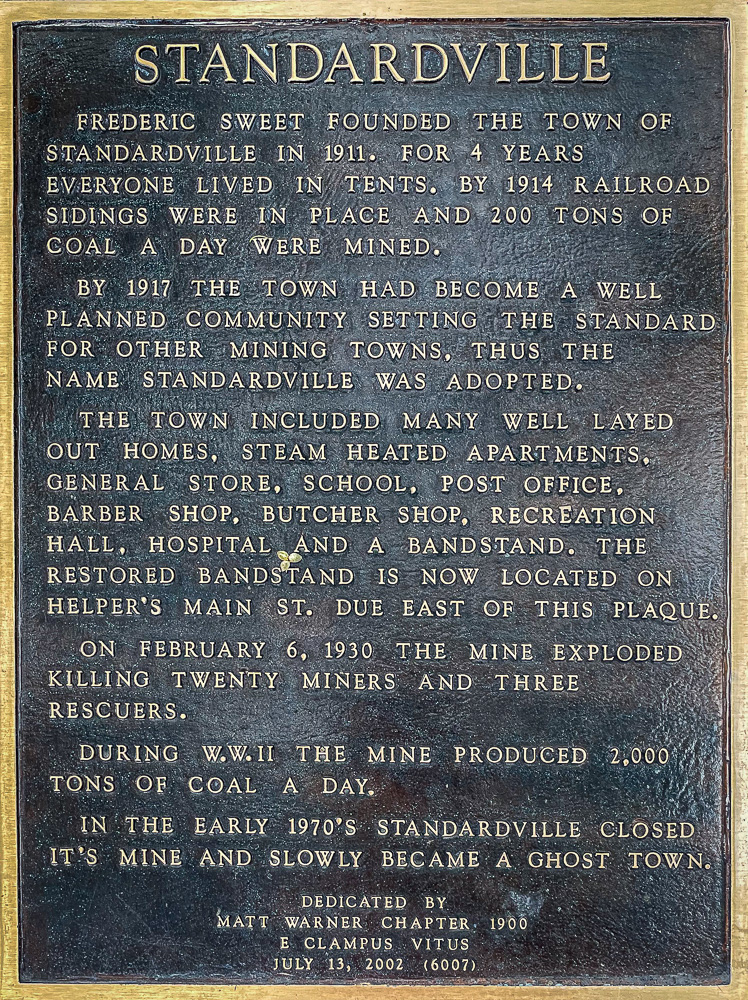 STANDARDVILLE
FREDERIC SWEET FOUNDED THE TOWN OF
STANDARDVILLE IN 1911. FOR 4 YEARS
EVERYONE LIVED IN TENTS. BY 1914 RAILROAD
SIDINGS WERE IN PLACE AND 200 TONS OF
COAL A DAY WERE MINED.
BY 1917 THE TOWN HAD BECOME A WELL
PLANNED COMMUNITY SETTING THE STANDARD
FOR OTHER MINING TOWNS, THUS THE
NAME STANDARDVILLE WAS ADOPTED.
THE TOWN INCLUDED MANY WELL LAYED
OUT HOMES, STEAM HEATED APARTMENTS,
GENERAL STORE, SCHOOL, POST OFFICE,
BARBER SHOP, BUTCHER SHOP, RECREATION
HALL, HOSPITAL AND A BANDSTAND. THE
RESTORED BANDSTAND IS NOW LOCATED ON
HELPER'S MAIN ST. DUE EAST OF THIS PLAQUE.
ON FEBRUARY 6, 1930 THE MINE EXPLODED
KILLING TWENTY MINERS AND THREE
RESCUERS.
DURING W.W.II THE MINE PRODUCED 2,000
TONS OF COAL A DAY.
IN THE EARLY 1970'S STANDARDVILLE CLOSED
IT'S MINE AND SLOWLY BECAME A GHOST TOWN.
DEDICATED BY
MATT WARNER CHAPTER 1900
E CLAMPUS VITUS
JULY 13, 2002 (6007)